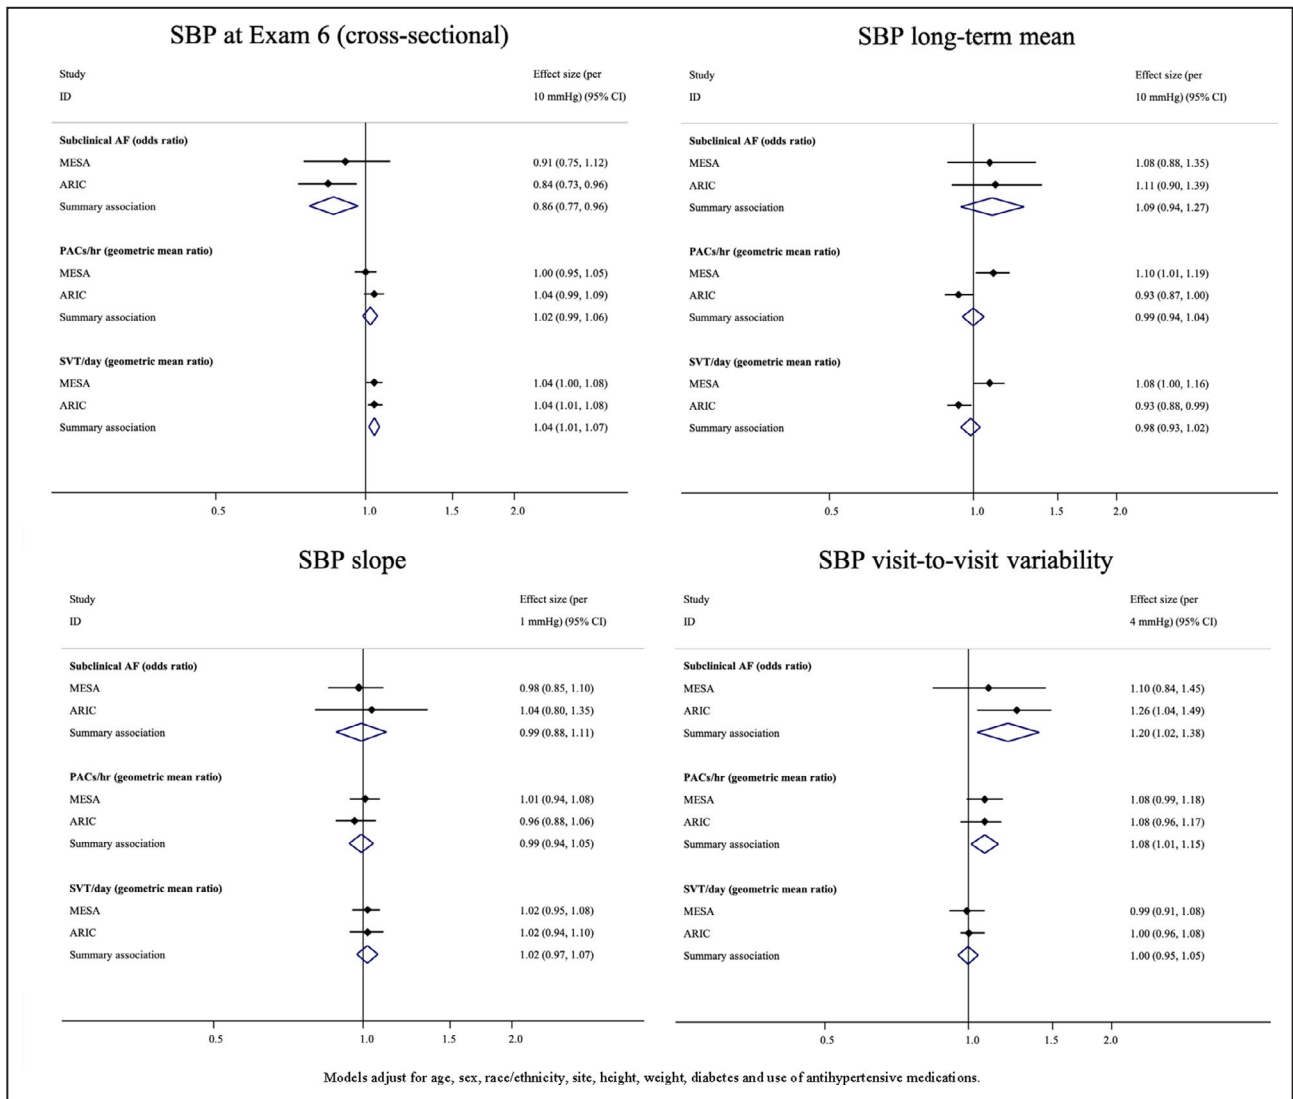 SBP at Exam 6 (cross-sectional)
Study Effect size (per
ID 10 mmHg) (95% CI)
Subclinical AF (odds ratio)
MESA 0.91 (0.75, 1.12)
ARIC 0.84 (0.73, 0.96)
Summary association 0.86 (0.77, 0.96)
PACs/hr (geometric mean ratio)
MESA 1.00 (0.95, 1.05)
ARIC 1.04 (0.99, 1.09)
Summary association 1.02 (0.99, 1.06)
SVT/day (geometric mean ratio)
MESA 1.04 (1.00, 1.08)
ARIC 1.04 (1.01, 1.08)
Summary association 1.04 (1.01, 1.07)
0.5 1.0 1.5 2.0
SBP long-term mean
Study Effect size (per
ID 10 mmHg) (95% CI)
Subclinical AF (odds ratio)
MESA 1.08 (0.88, 1.35)
ARIC 1.11 (0.90, 1.39)
Summary association 1.09 (0.94, 1.27)
PACs/hr (geometric mean ratio)
MESA 1.10 (1.01, 1.19)
ARIC 0.93 (0.87, 1.00)
Summary association 0.99 (0.94, 1.04)
SVT/day (geometric mean ratio)
MESA 1.08 (1.00, 1.16)
ARIC 0.93 (0.88, 0.99)
Summary association 0.98 (0.93, 1.02)
0.5 1.0 1.5 2.0
SBP slope
Study Effect size (per
ID 1 mmHg) (95% CI)
Subclinical AF (odds ratio)
MESA 0.98 (0.85, 1.10)
ARIC 1.04 (0.80, 1.35)
Summary association 0.99 (0.88, 1.11)
PACs/hr (geometric mean ratio)
MESA 1.01 (0.94, 1.08)
ARIC 0.96 (0.88, 1.06)
Summary association 0.99 (0.94, 1.05)
SVT/day (geometric mean ratio)
MESA 1.02 (0.95, 1.08)
ARIC 1.02 (0.94, 1.10)
Summary association 1.02 (0.97, 1.07)
0.5 1.0 1.5 2.0
SBP visit-to-visit variability
Study Effect size (per
ID 4 mmHg) (95% CI)
Subclinical AF (odds ratio)
MESA 1.10 (0.84, 1.45)
ARIC 1.26 (1.04, 1.49)
Summary association 1.20 (1.02, 1.38)
PACs/hr (geometric mean ratio)
MESA 1.08 (0.99, 1.18)
ARIC 1.08 (0.96, 1.17)
Summary association 1.08 (1.01, 1.15)
SVT/day (geometric mean ratio)
MESA 0.99 (0.91, 1.08)
ARIC 1.00 (0.96, 1.08)
Summary association 1.00 (0.95, 1.05)
0.5 1.0 1.5 2.0
Models adjust for age, sex, race/ethnicity, site, height, weight, diabetes and use of antihypertensive medications.